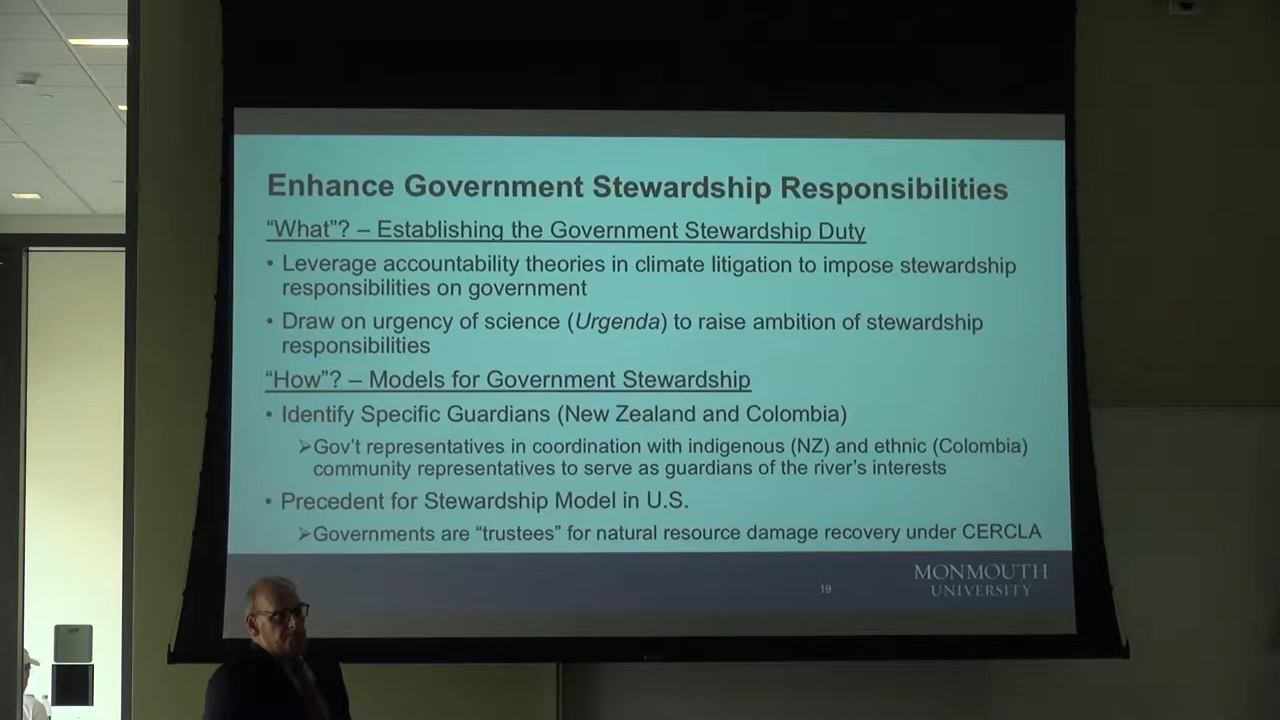 Enhance Government Stewardship Responsibilities
“What”? – Establishing the Government Stewardship Duty
• Leverage accountability theories in climate litigation to impose stewardship
responsibilities on government
• Draw on urgency of science (Urgenda) to raise ambition of stewardship
responsibilities
“How”? – Models for Government Stewardship
• Identify Specific Guardians (New Zealand and Colombia)
➢Gov’t representatives in coordination with indigenous (NZ) and ethnic (Colombia)
community representatives to serve as guardians of the river’s interests
• Precedent for Stewardship Model in U.S.
➢Governments are “trustees” for natural resource damage recovery under CERCLA
19
MONMOUTH
UNIVERSITY